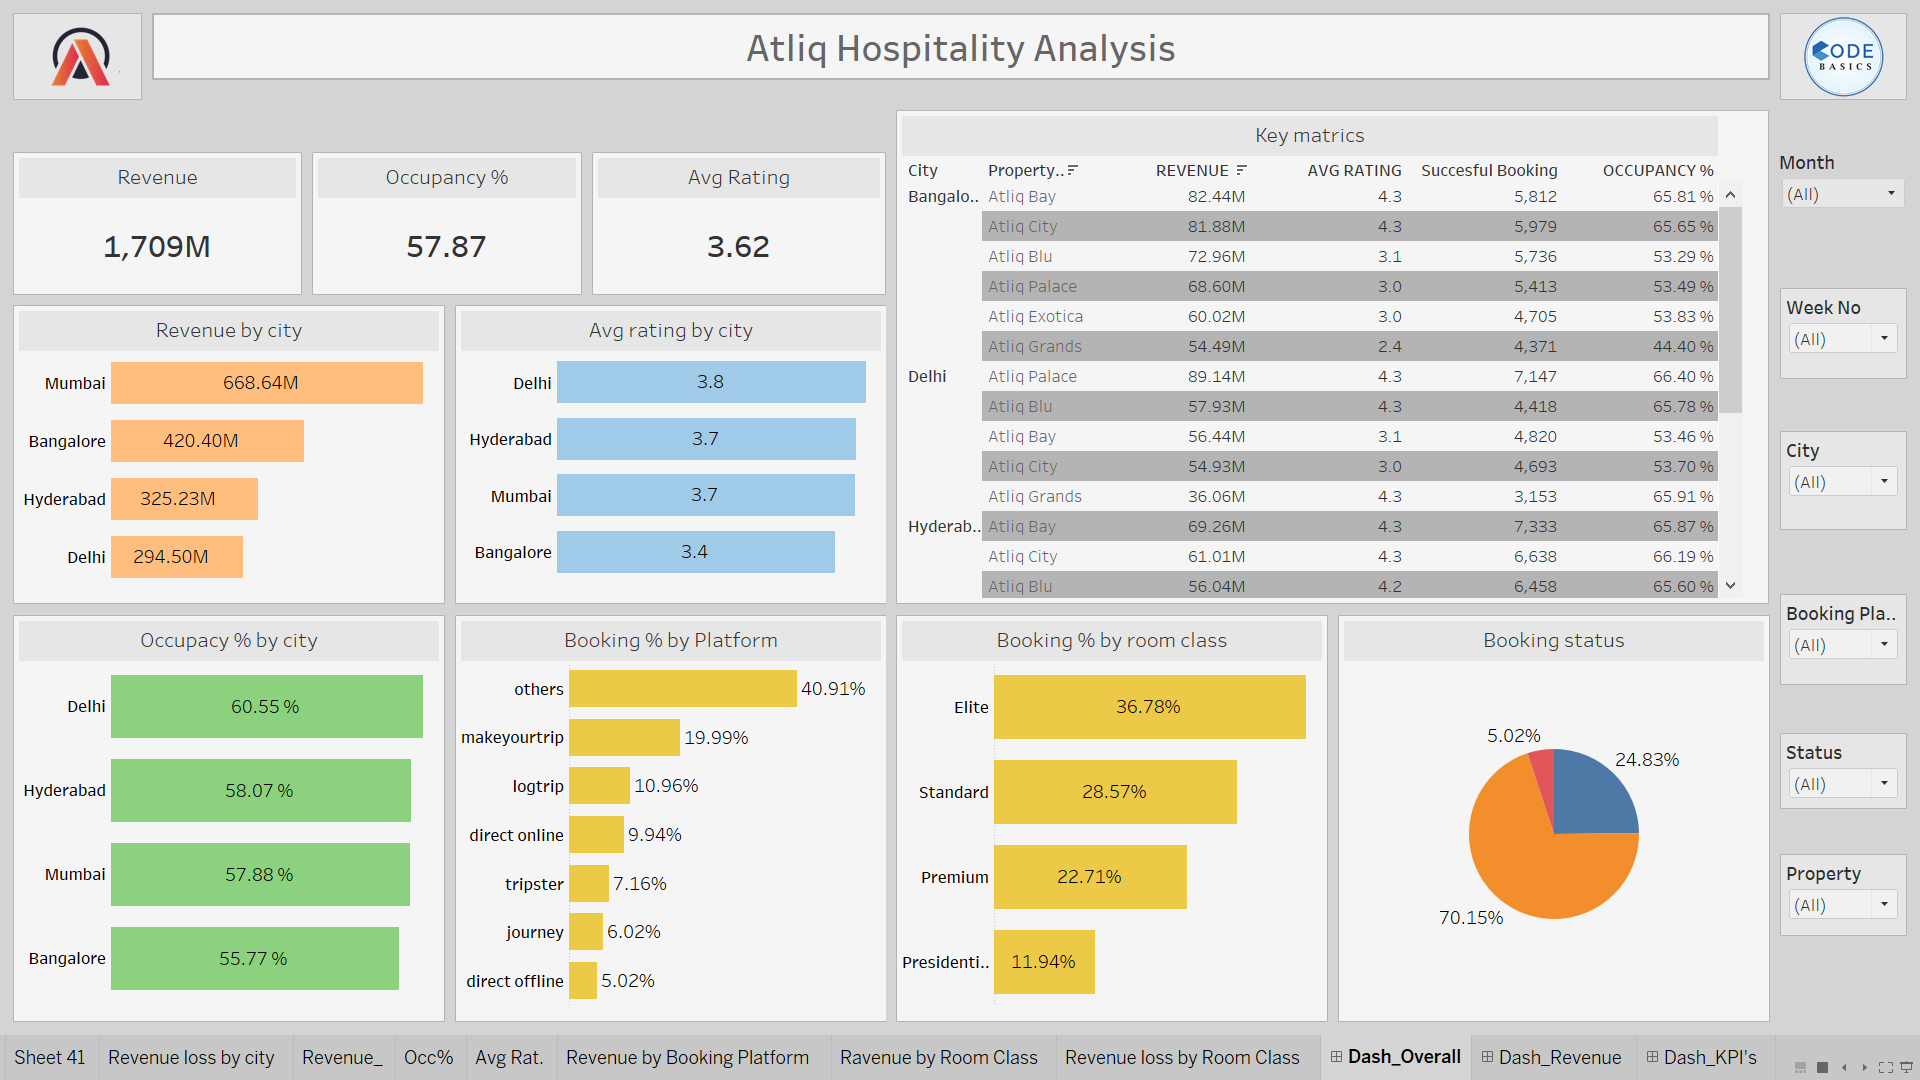 Atliq Hospitality Analysis
CODE
BASICS
Revenue
1,709M
Occupancy %
57.87
Avg Rating
3.62
Key matrics
City Property.. REVENUE AVG RATING Succesful Booking OCCUPANCY %
Bangalo.. Atliq Bay 82.44M 4.3 5,812 65.81 %
Atliq City 81.88M 4.3 5,979 65.65 %
Atliq Blu 72.96M 3.1 5,736 53.29 %
Atliq Palace 68.60M 3.0 5,413 53.49 %
Atliq Exotica 60.02M 3.0 4,705 53.83 %
Atliq Grands 54.49M 2.4 4,371 44.40 %
Delhi Atliq Palace 89.14M 4.3 7,147 66.40 %
Atliq Blu 57.93M 4.3 4,418 65.78 %
Atliq Bay 56.44M 3.1 4,820 53.46 %
Atliq City 54.93M 3.0 4,693 53.70 %
Atliq Grands 36.06M 4.3 3,153 65.91 %
Hyderab.. Atliq Bay 69.26M 4.3 7,333 65.87 %
Atliq City 61.01M 4.3 6,638 66.19 %
Atliq Blu 56.04M 4.2 6,458 65.60 %
Revenue by city
Mumbai 668.64M
Bangalore 420.40M
Hyderabad 325.23M
Delhi 294.50M
Avg rating by city
Delhi 3.8
Hyderabad 3.7
Mumbai 3.7
Bangalore 3.4
Occupacy % by city
Delhi 60.55 %
Hyderabad 58.07 %
Mumbai 57.88 %
Bangalore 55.77 %
Booking % by Platform
others 40.91%
makeyourtrip 19.99%
logtrip 10.96%
direct online 9.94%
tripster 7.16%
journey 6.02%
direct offline 5.02%
Booking % by room class
Elite 36.78%
Standard 28.57%
Premium 22.71%
Presidenti.. 11.94%
Booking status
5.02%
24.83%
70.15%
Month
(All)
Week No
(All)
City
(All)
Booking Pla..
(All)
Status
(All)
Property
(All)
Sheet 41 Revenue loss by city Revenue_ Occ% Avg Rat. Revenue by Booking Platform Ravenue by Room Class Revenue loss by Room Class Dash_Overall Dash_Revenue Dash_KPI's